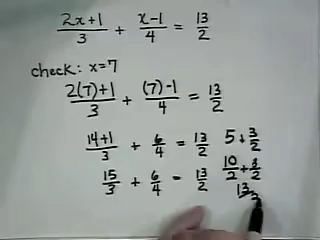 (2x+1)/3 + (x-1)/4 = 13/2
check: x=7
(2(7)+1)/3 + ((7)-1)/4 = 13/2
(14+1)/3 + 6/4 = 13/2
5 + 3/2
15/3 + 6/4 = 13/2
10/2 + 3/2
13/2